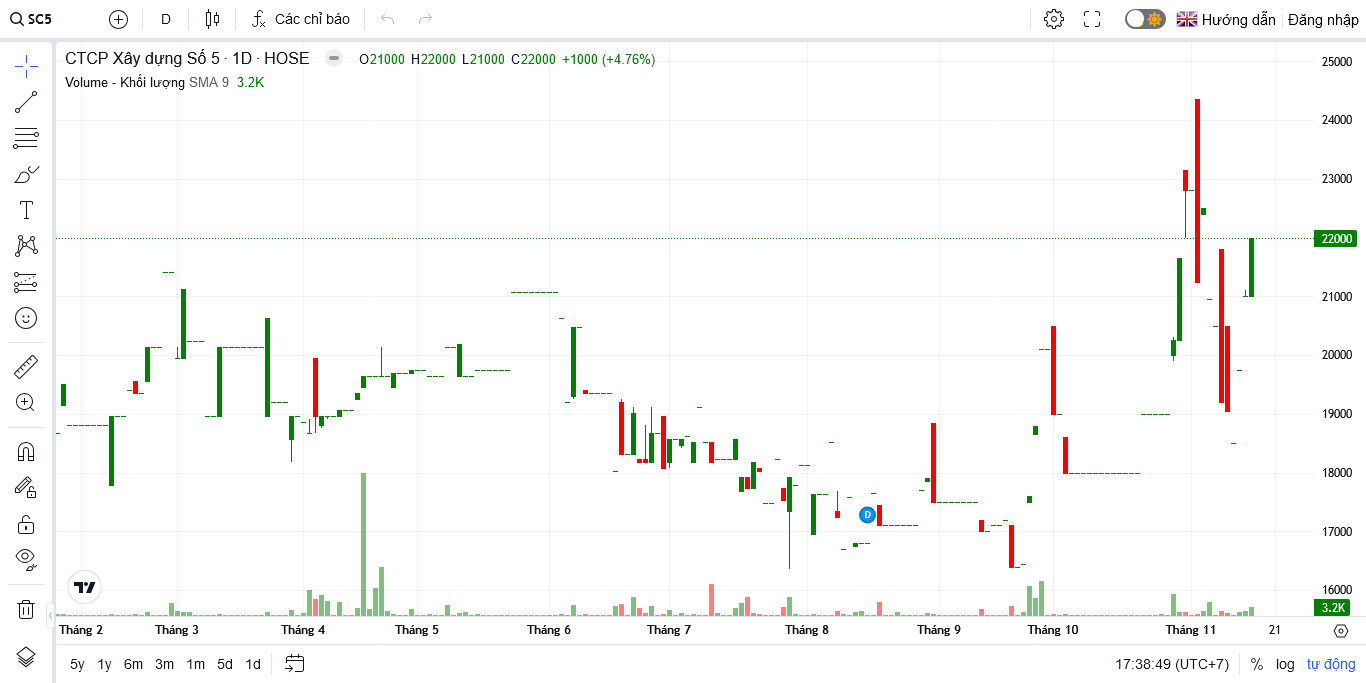 SC5 D Các chỉ báo Hướng dẫn Đăng nhập
CTCP Xây dựng Số 5 · 1D · HOSE O21000 H22000 L21000 C22000 +1000 (+4.76%)
Volume - Khối lượng SMA 9 3.2K
25000
24000
23000
22000
21000
20000
19000
18000
17000
16000
3.2K
D
Tháng 2 Tháng 3 Tháng 4 Tháng 5 Tháng 6 Tháng 7 Tháng 8 Tháng 9 Tháng 10 Tháng 11 21
5y 1y 6m 3m 1m 5d 1d 17:38:49 (UTC+7) % log tự động